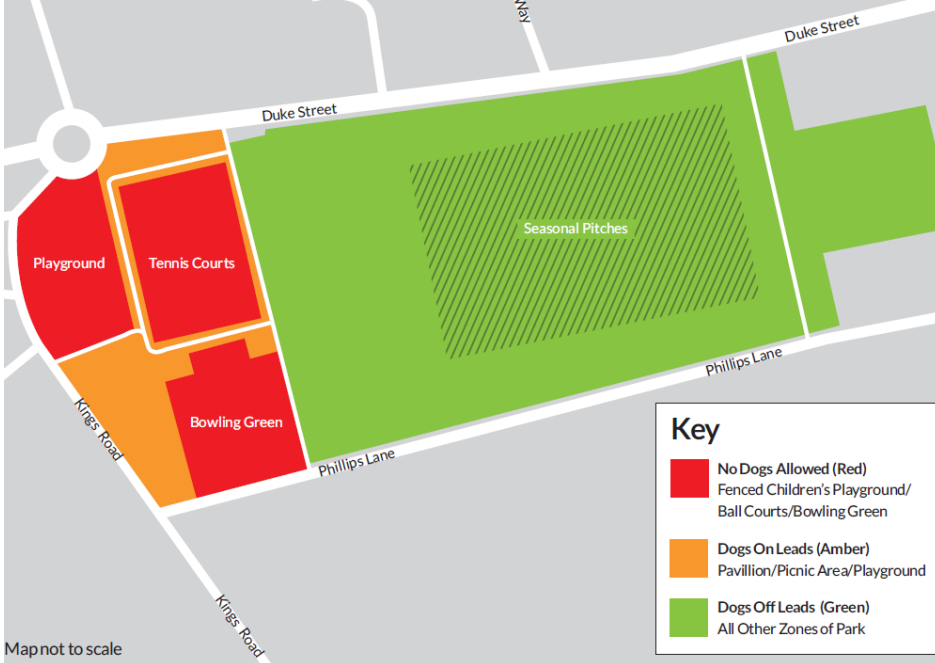 Way
Duke Street
Duke Street
Seasonal Pitches
Playground
Tennis Courts
Bowling Green
Kings Road
Phillips Lane
Phillips Lane
Kings Road
Map not to scale
Key
No Dogs Allowed (Red)
Fenced Children's Playground/
Ball Courts/Bowling Green
Dogs On Leads (Amber)
Pavillion/Picnic Area/Playground
Dogs Off Leads (Green)
All Other Zones of Park